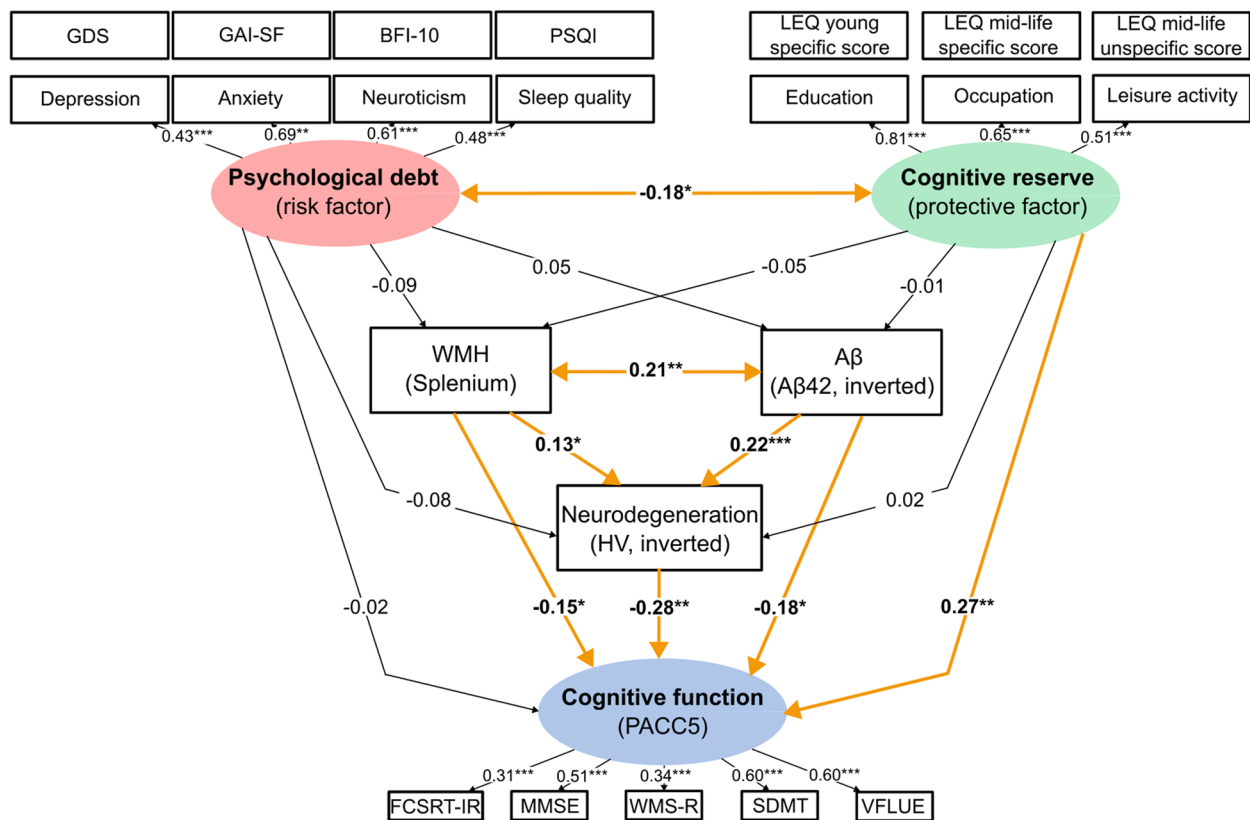 GDS
GAI-SF
BFI-10
PSQI
LEQ young
specific score
LEQ mid-life
specific score
LEQ mid-life
unspecific score
Depression
Anxiety
Neuroticism
Sleep quality
Education
Occupation
Leisure activity
0.43***
0.69**
0.61***
0.48***
0.81***
0.65***
0.51***
Psychological debt
(risk factor)
-0.18*
Cognitive reserve
(protective factor)
-0.09
0.05
-0.05
-0.01
WMH
(Splenium)
0.21**
Aβ
(Aβ42, inverted)
0.13*
0.22***
-0.08
Neurodegeneration
(HV, inverted)
0.02
-0.02
-0.15*
-0.28**
-0.18*
0.27**
Cognitive function
(PACC5)
0.31***
0.51***
0.34***
0.60***
0.60***
FCSRT-IR
MMSE
WMS-R
SDMT
VFLUE